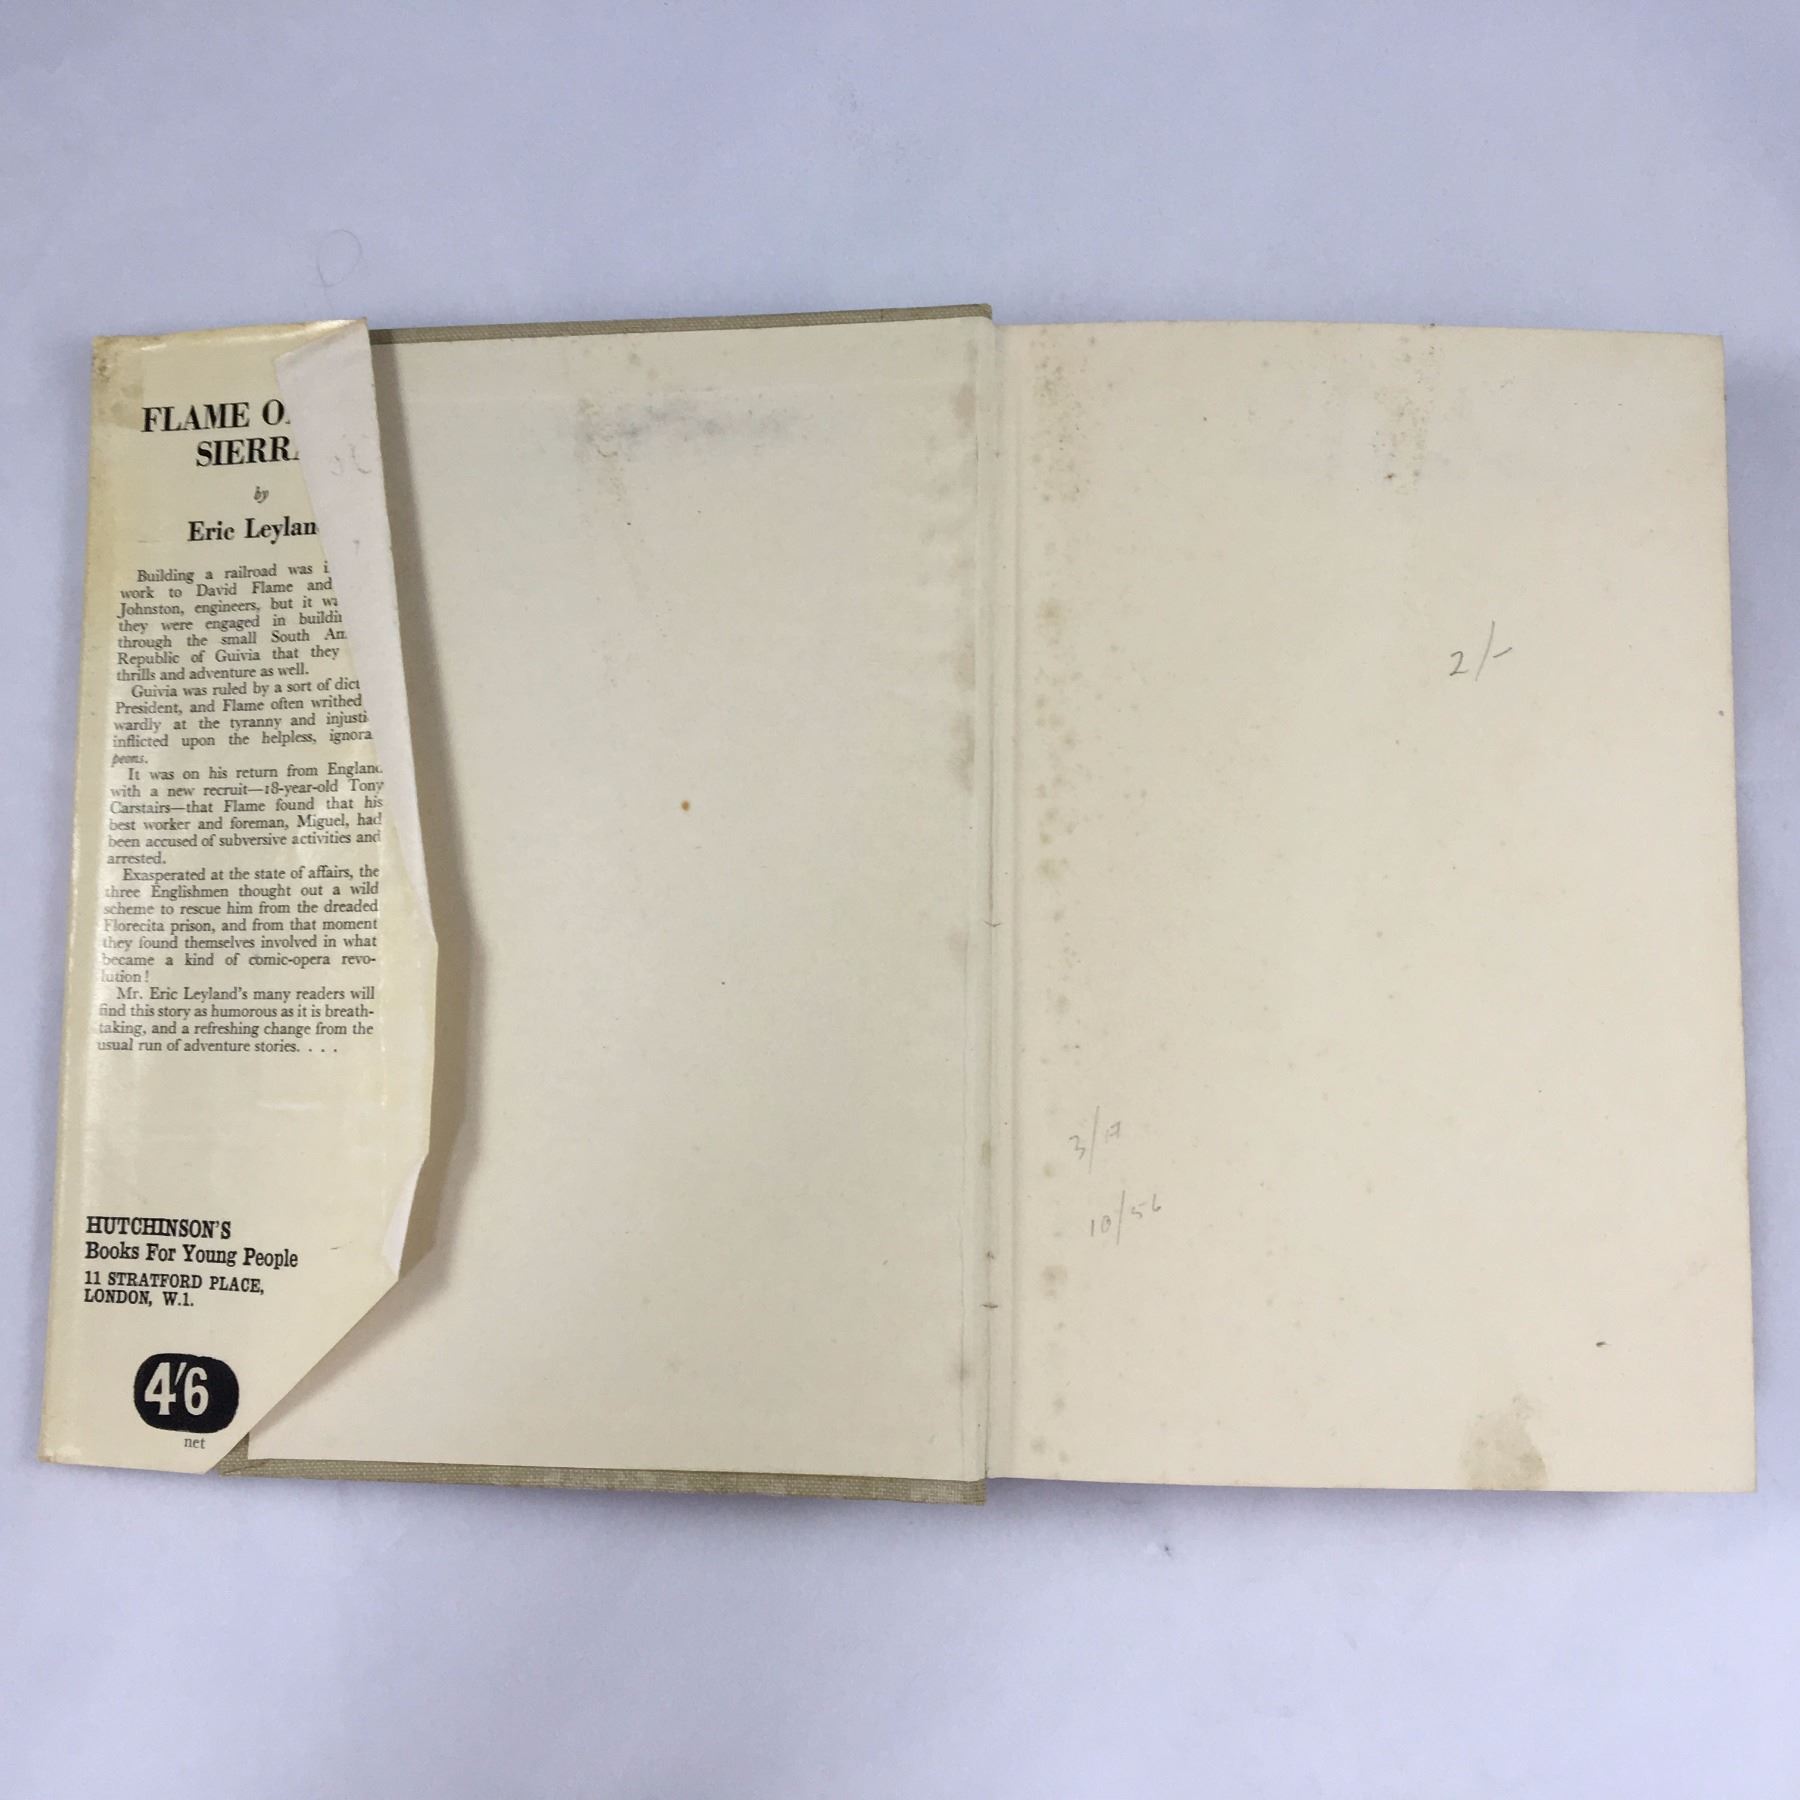 FLAME O
SIERR
by
Eric Leylan
Building a railroad was i
work to David Flame and
Johnston, engineers, but it wa
they were engaged in buildin
through the small South Am
Republic of Guivia that they
thrills and adventure as well.
Guivia was ruled by a sort of dict
President, and Flame often writhed
wardly at the tyranny and injusti
inflicted upon the helpless, ignora
peons.
It was on his return from England
with a new recruit—18-year-old Tony
Carstairs—that Flame found that his
best worker and foreman, Miguel, had
been accused of subversive activities and
arrested.
Exasperated at the state of affairs, the
three Englishmen thought out a wild
scheme to rescue him from the dreaded
Florecita prison, and from that moment
they found themselves involved in what
became a kind of comic-opera revo-
lution!
Mr. Eric Leyland's many readers will
find this story as humorous as it is breath-
taking, and a refreshing change from the
usual run of adventure stories. . . .
HUTCHINSON'S
Books For Young People
11 STRATFORD PLACE,
LONDON, W.1.
4'6
net
2/-
10/56